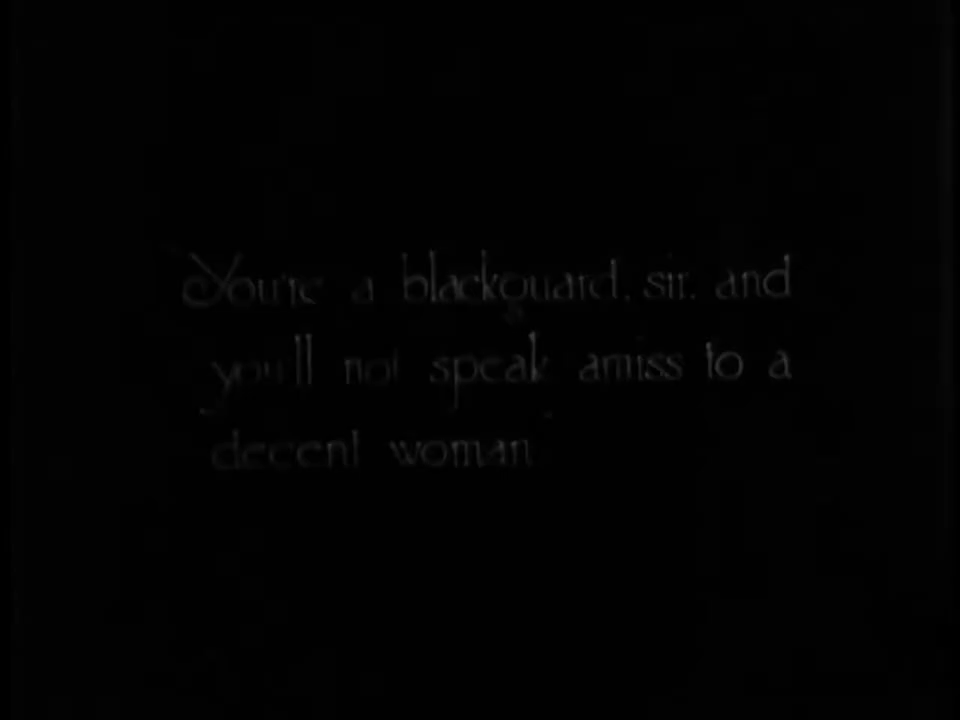 You're a blackguard, sir, and
you'll not speak amiss to a
decent woman."